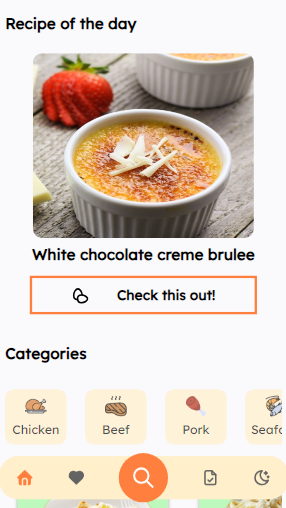 Recipe of the day
White chocolate creme brulee
Check this out!
Categories
Chicken
Beef
Pork
Seafo